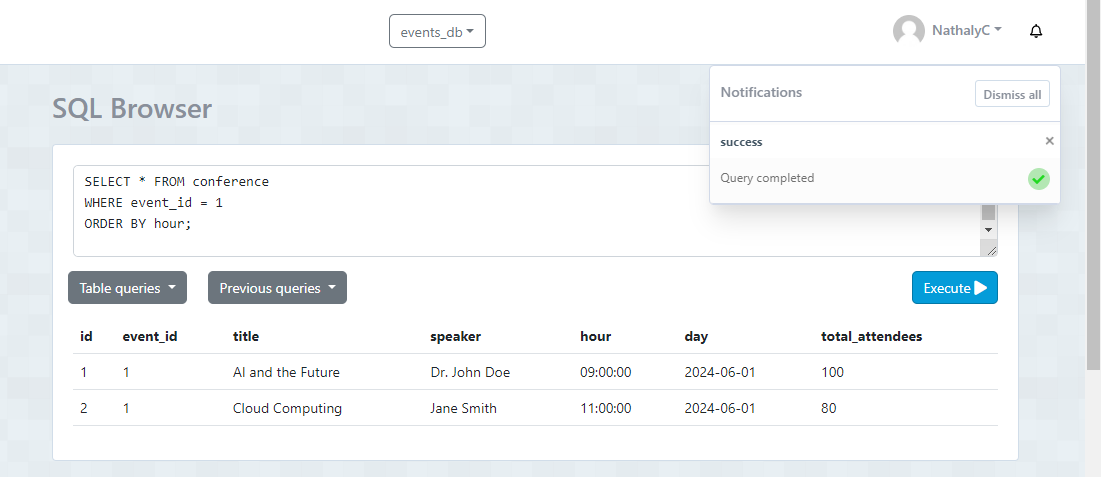 events_db
NathalyC
Notifications
Dismiss all
success
×
Query completed
SQL Browser
SELECT * FROM conference
WHERE event_id = 1
ORDER BY hour;
Table queries
Previous queries
Execute
id event_id title speaker hour day total_attendees
1 1 AI and the Future Dr. John Doe 09:00:00 2024-06-01 100
2 1 Cloud Computing Jane Smith 11:00:00 2024-06-01 80